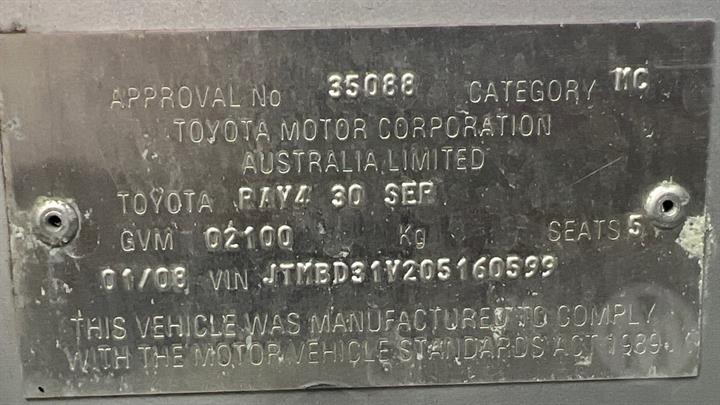 APPROVAL No 35088 CATEGORY MC
TOYOTA MOTOR CORPORATION
AUSTRALIA LIMITED
TOYOTA RAV4 30 SER
GVM 02100 Kg SEATS 5
01/08 VIN JTMBD31V205160599
THIS VEHICLE WAS MANUFACTURED TO COMPLY
WITH THE MOTOR VEHICLE STANDARDS ACT 1989